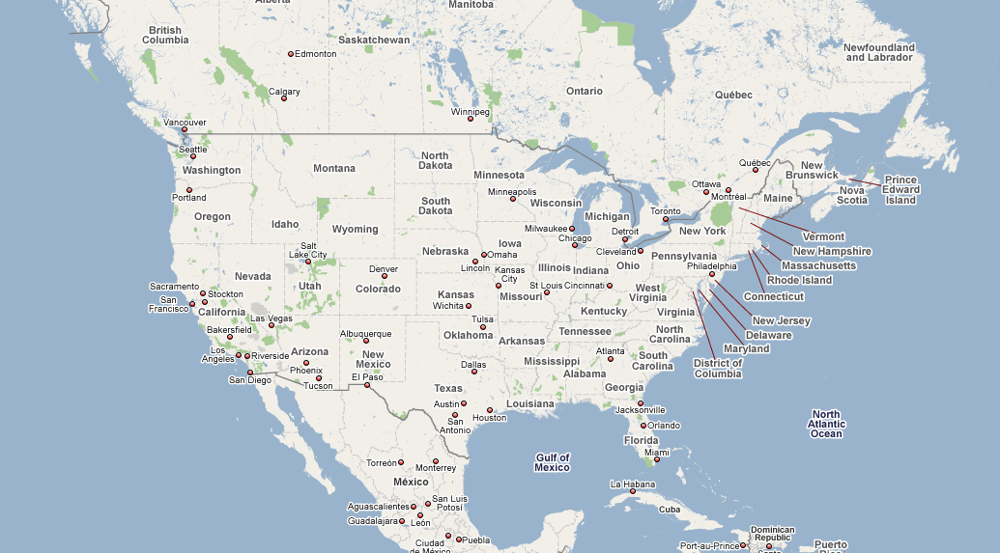 Alberta
Manitoba
British
Columbia
Saskatchewan
Edmonton
Newfoundland
and Labrador
Calgary
Ontario
Québec
Winnipeg
Vancouver
Seattle
Washington
Montana
North
Dakota
Minnesota
Québec
New
Brunswick
Prince
Edward
Island
Nova
Scotia
Ottawa
Montréal
Maine
Portland
Minneapolis
Oregon
Idaho
Wyoming
South
Dakota
Wisconsin
Michigan
Toronto
New York
Vermont
New Hampshire
Massachusetts
Rhode Island
Connecticut
Milwaukee
Chicago
Detroit
Cleveland
Salt
Lake City
Nebraska
Iowa
Omaha
Lincoln
Illinois
Indiana
Ohio
Pennsylvania
Philadelphia
Nevada
Utah
Denver
Colorado
Kansas
City
Kansas
Wichita
Missouri
St Louis
Cincinnati
West
Virginia
Virginia
New Jersey
Delaware
Maryland
District of
Columbia
Sacramento
Stockton
San
Francisco
California
Las Vegas
Bakersfield
Kentucky
Tulsa
Oklahoma
Tennessee
North
Carolina
Albuquerque
Arkansas
Los
Angeles
Riverside
Arizona
Phoenix
Tucson
San Diego
New
Mexico
El Paso
Dallas
Mississippi
Alabama
Atlanta
South
Carolina
Georgia
Texas
Austin
San
Antonio
Houston
Louisiana
Jacksonville
Orlando
Florida
Miami
North
Atlantic
Ocean
Gulf of
Mexico
Torreón
Monterrey
México
La Habana
Cuba
Aguascalientes
San Luis
Potosí
Guadalajara
León
Ciudad
de México
Puebla
Port-au-Prince
Dominican
Republic
Santo
Puerto
Rico